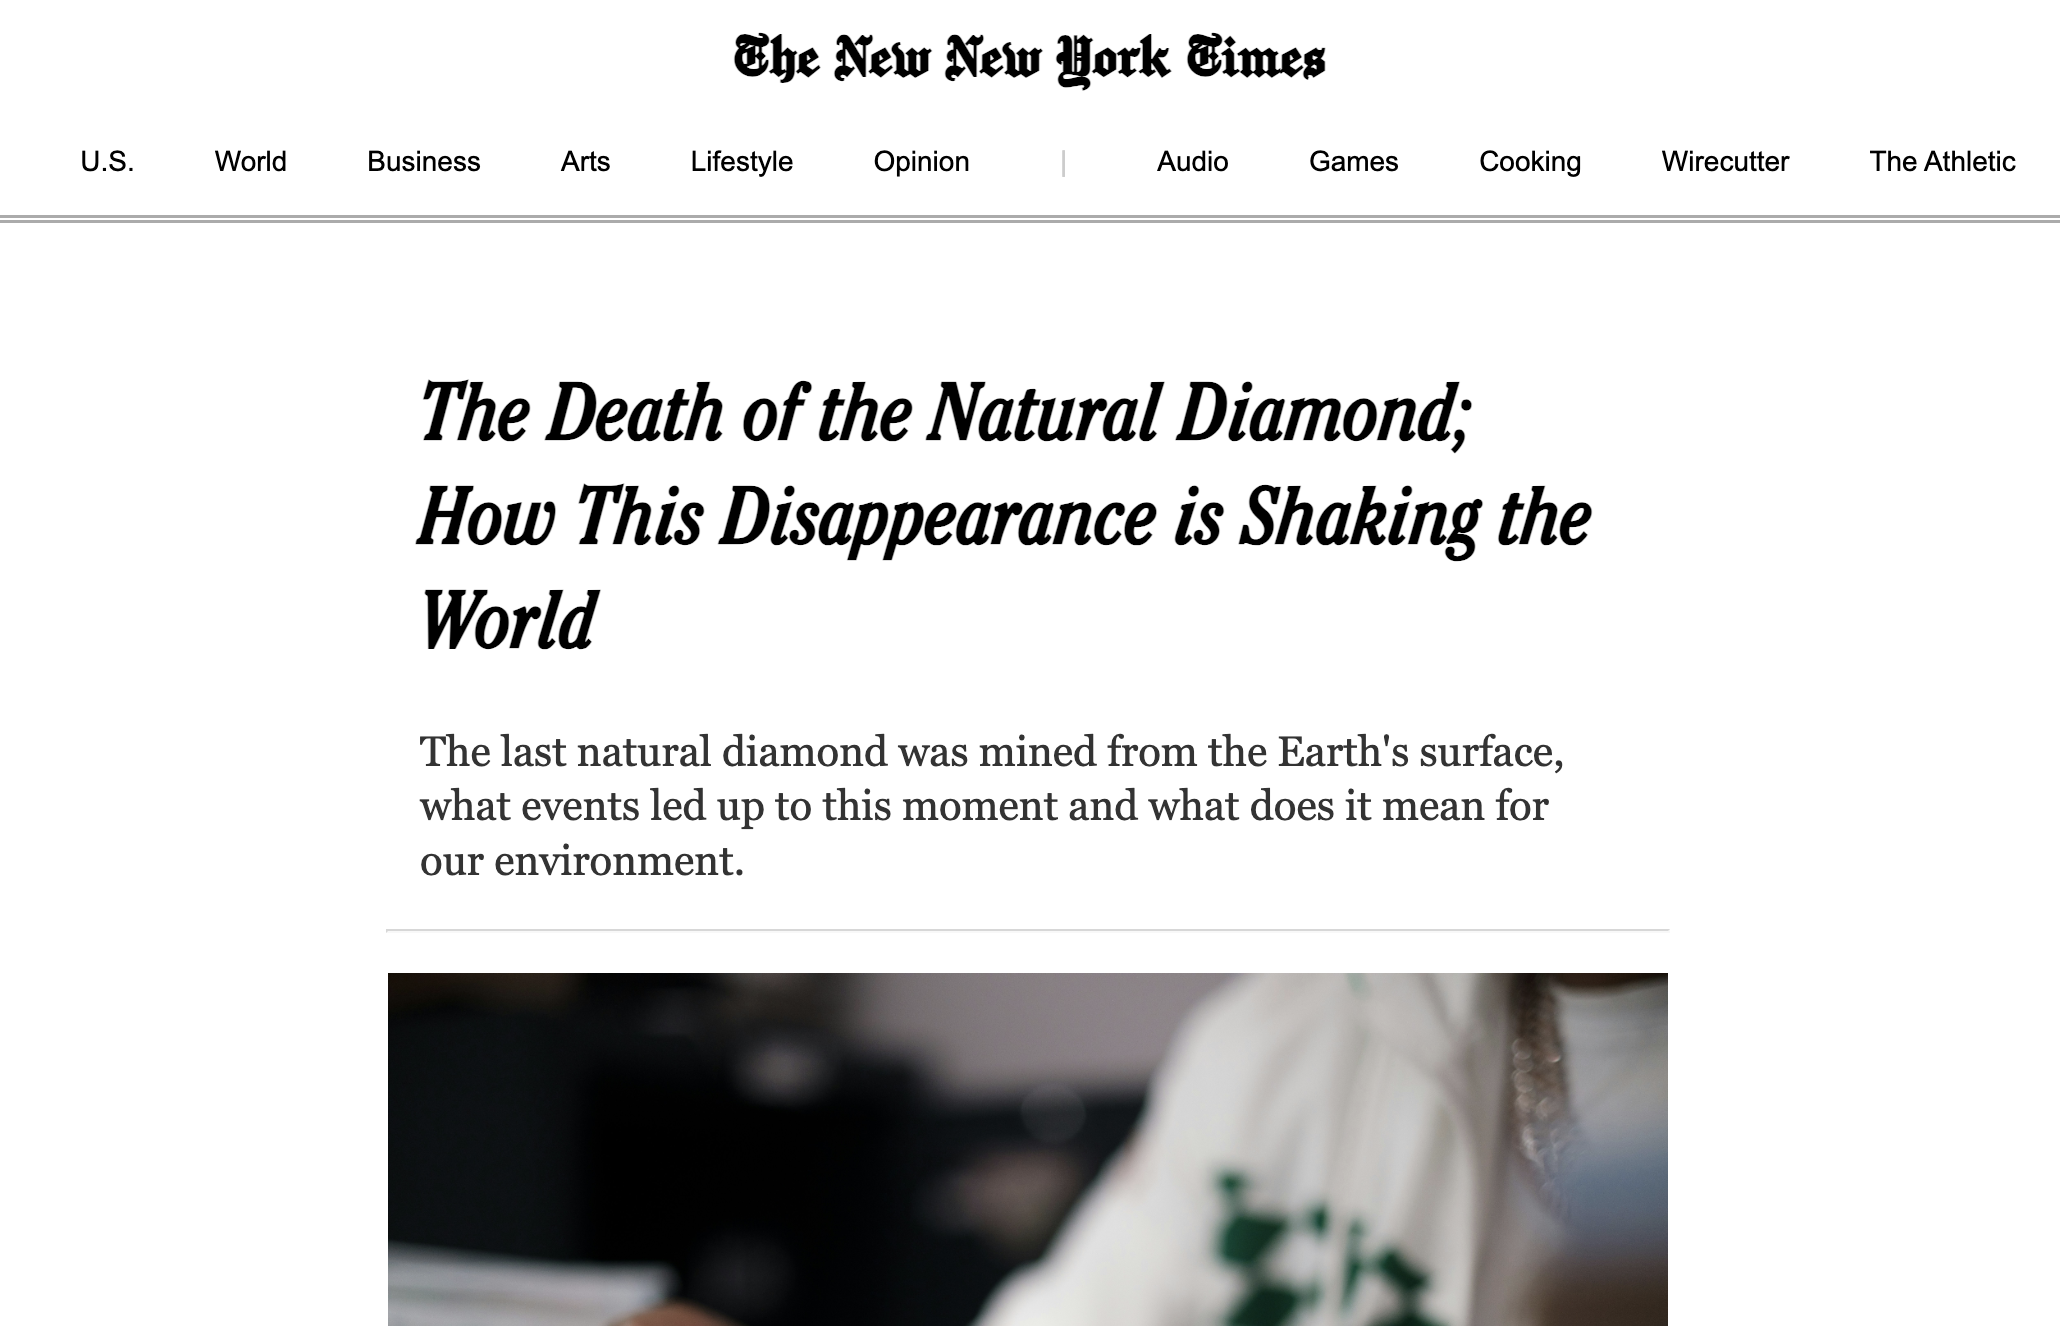 The New New York Times
U.S. World Business Arts Lifestyle Opinion | Audio Games Cooking Wirecutter The Athletic
The Death of the Natural Diamond;
How This Disappearance is Shaking the
World
The last natural diamond was mined from the Earth's surface,
what events led up to this moment and what does it mean for
our environment.